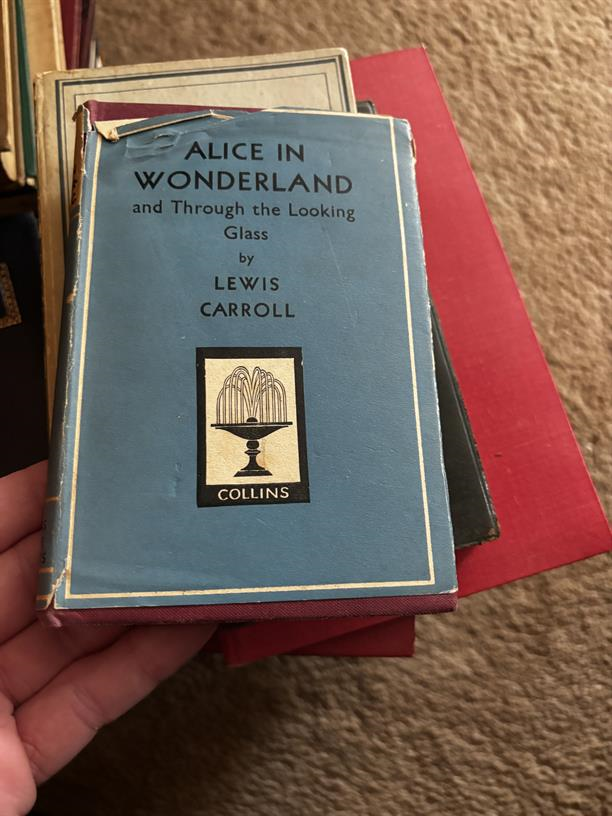 ALICE IN
WONDERLAND
and Through the Looking
Glass
by
LEWIS
CARROLL
COLLINS